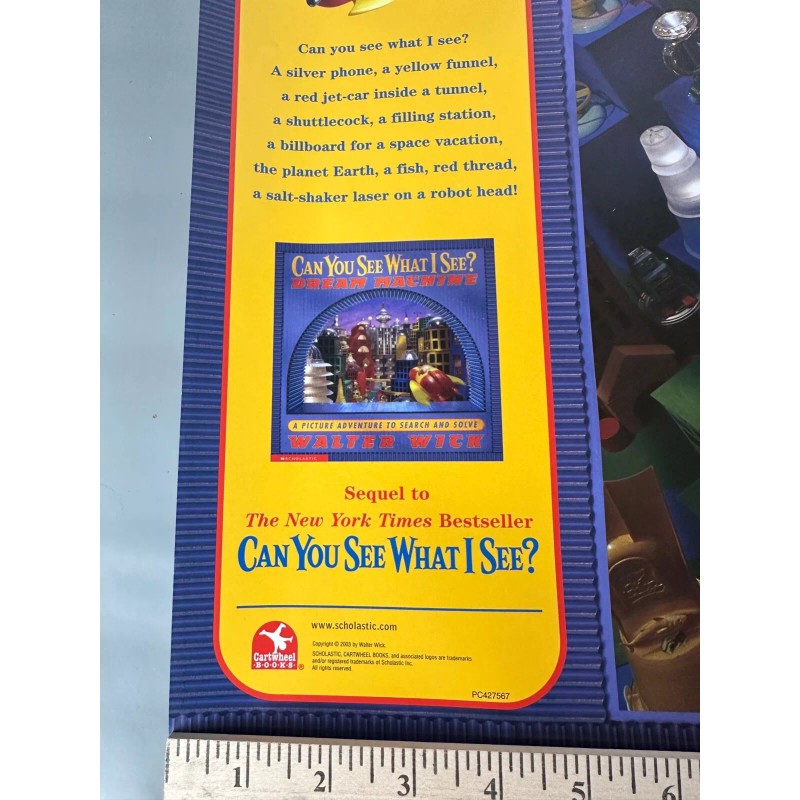 Can you see what I see?
A silver phone, a yellow funnel,
a red jet-car inside a tunnel,
a shuttlecock, a filling station,
a billboard for a space vacation,
the planet Earth, a fish, red thread,
a salt-shaker laser on a robot head!
CAN YOU SEE WHAT I SEE?
DREAM MACHINE
A PICTURE ADVENTURE TO SEARCH AND SOLVE
WALTER WICK
SCHOLASTIC
Sequel to
The New York Times Bestseller
CAN YOU SEE WHAT I SEE?
www.scholastic.com
Cartwheel
BOOKS®
Copyright © 2003 by Walter Wick.
SCHOLASTIC, CARTWHEEL BOOKS, and associated logos are trademarks
and/or registered trademarks of Scholastic Inc.
All rights reserved.
PC427567
1 2 3 4 5 6